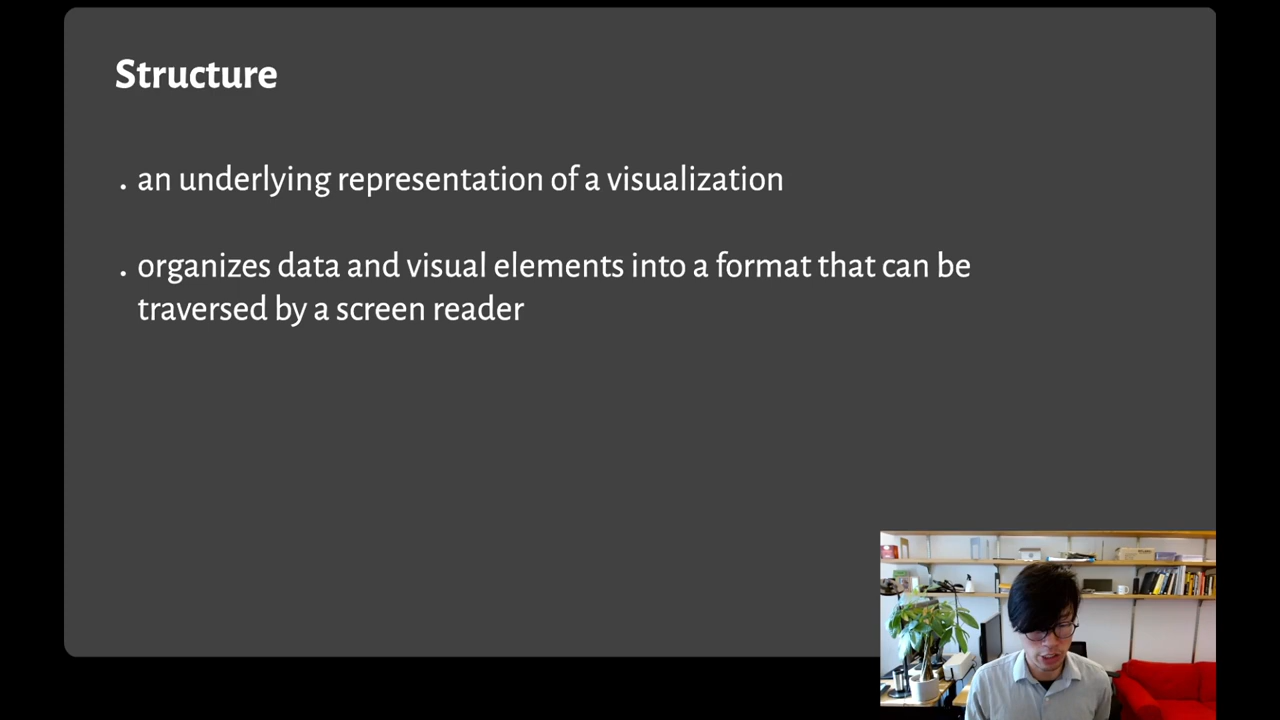 Structure
. an underlying representation of a visualization
. organizes data and visual elements into a format that can be
traversed by a screen reader